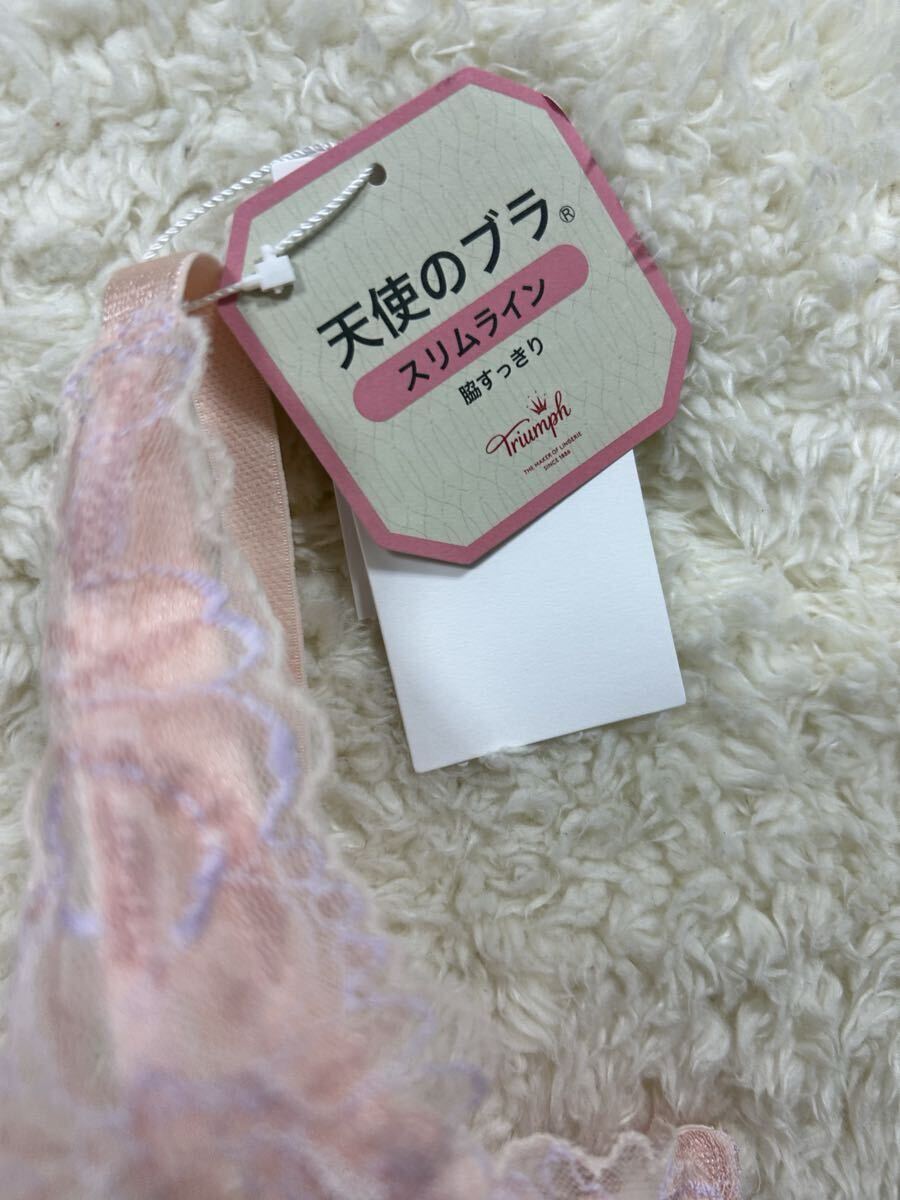 天使のブラ®
スリムライン
脇すっきり
Triumph
THE MAKER OF LINGERIE
SINCE 1886